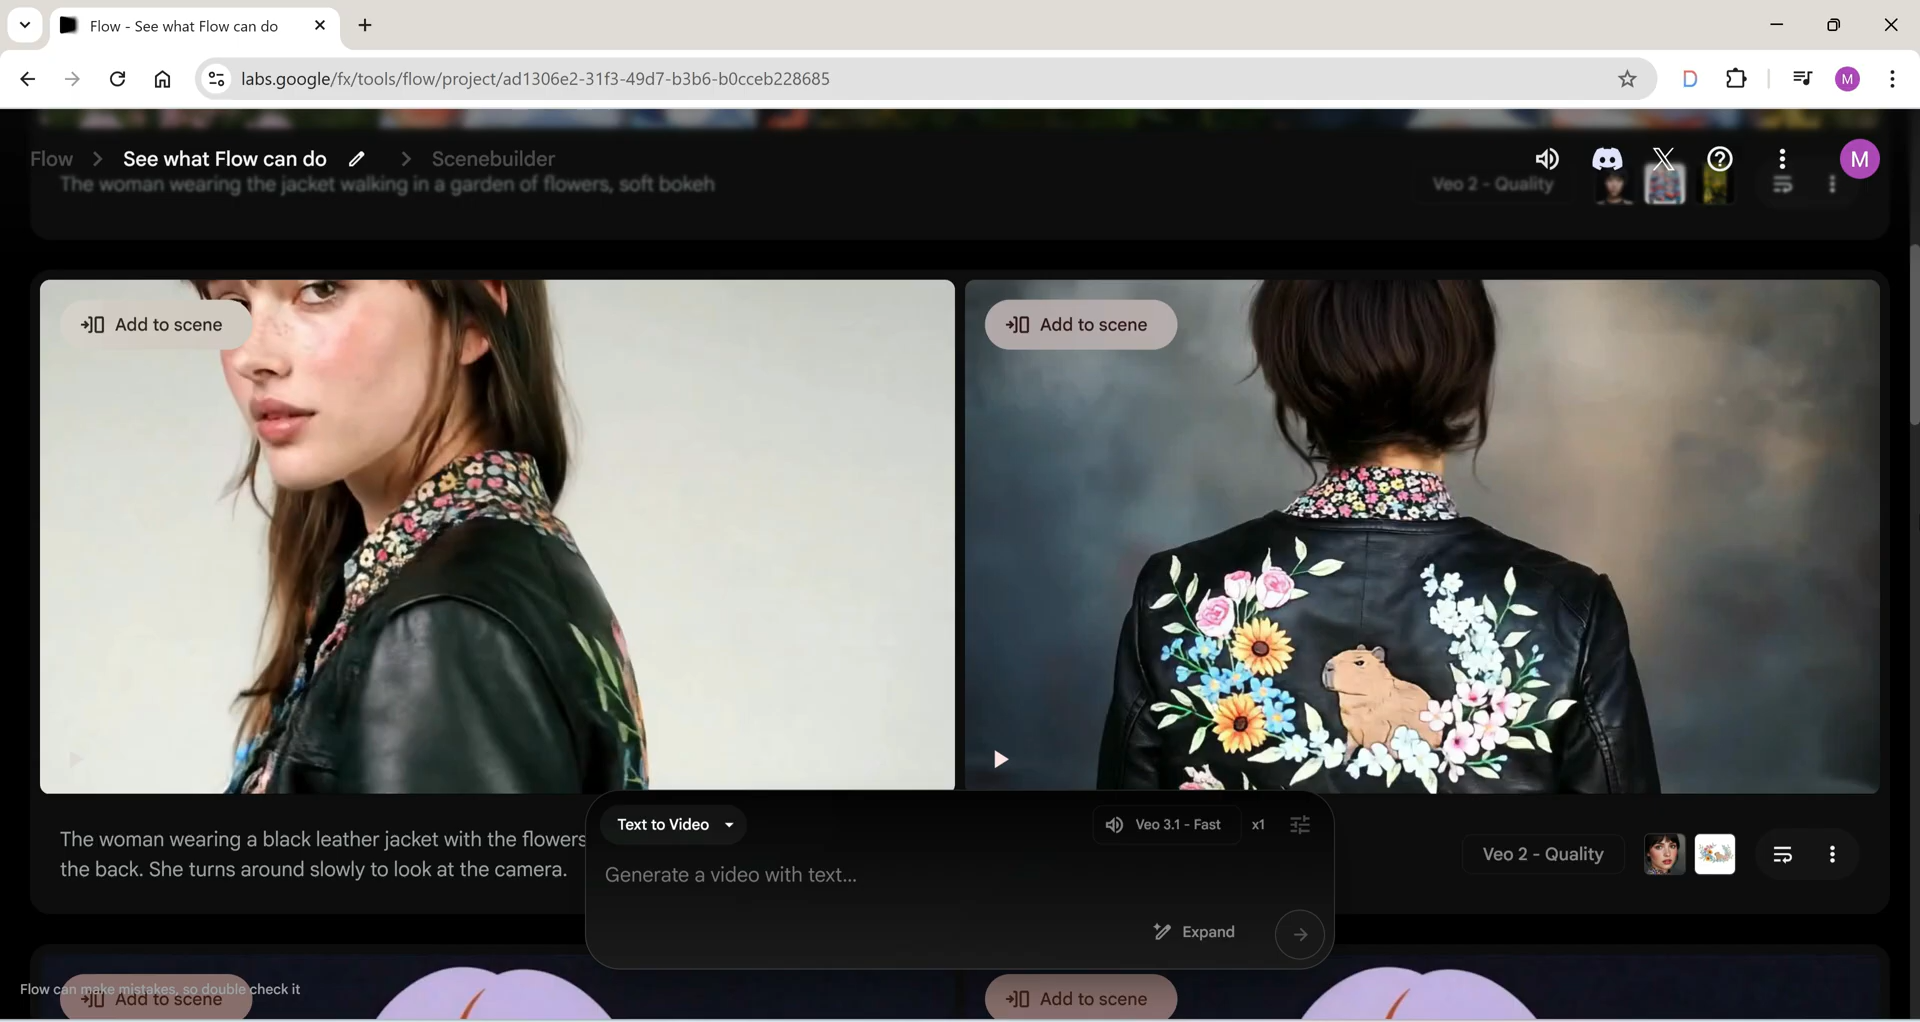 Flow - See what Flow can do
labs.google/fx/tools/flow/project/ad1306e2-31f3-49d7-b3b6-b0cceb228685
M
Flow > See what Flow can do > Scenebuilder
M
The woman wearing the jacket walking in a garden of flowers, soft bokeh
Veo 2 - Quality
Add to scene
Add to scene
The woman wearing a black leather jacket with the flowers
the back. She turns around slowly to look at the camera.
Veo 2 - Quality
Text to Video
Veo 3.1 - Fast
x1
Generate a video with text...
Expand
Flow can make mistakes, so double check it
Add to scene
Add to scene